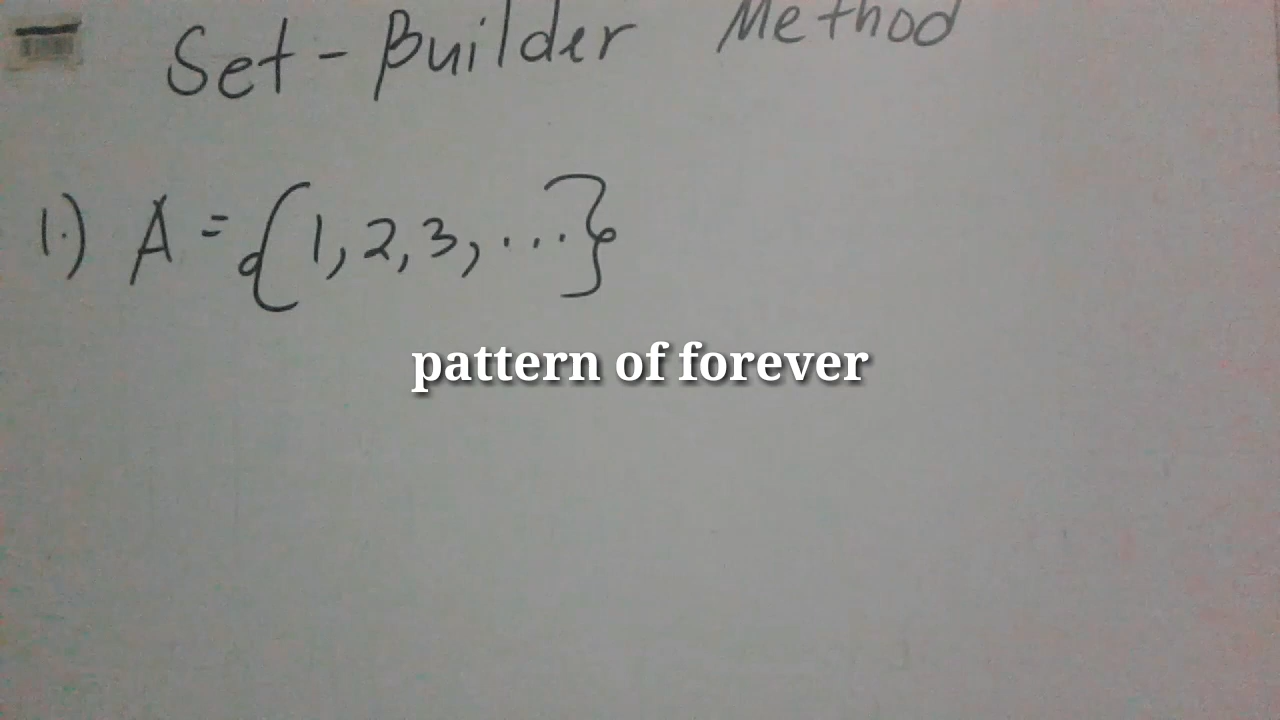 Set-Builder Method
1.) A = {1, 2, 3, ...}
pattern of forever